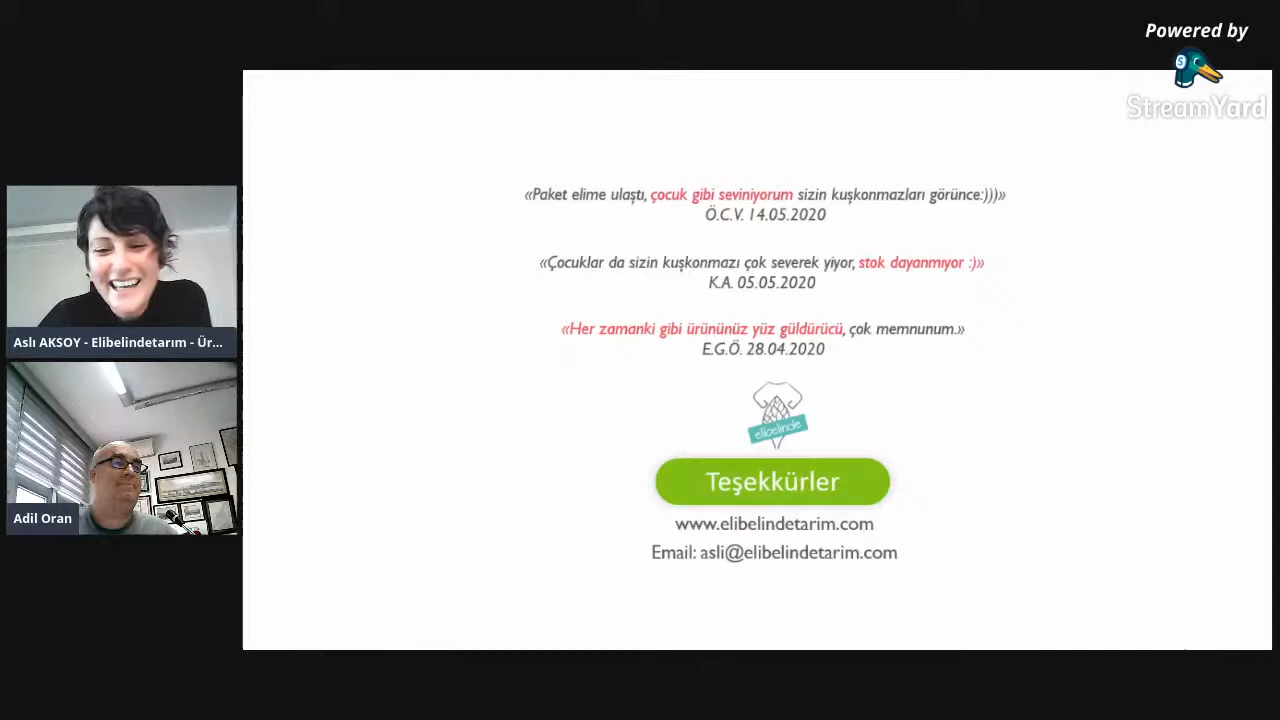 Powered by
StreamYard
«Paket elime ulaştı, çocuk gibi seviniyorum sizin kuşkonmazları görünce:)))»
Ö.C.V. 14.05.2020
«Çocuklar da sizin kuşkonmazı çok severek yiyor, stok dayanmıyor :)»
K.A. 05.05.2020
«Her zamanki gibi ürününüz yüz güldürücü, çok memnunum.»
E.G.Ö. 28.04.2020
elibelinde
Teşekkürler
www.elibelindetarim.com
Email: asli@elibelindetarim.com
Aslı AKSOY - Elibelindetarım - Ür...
Adil Oran